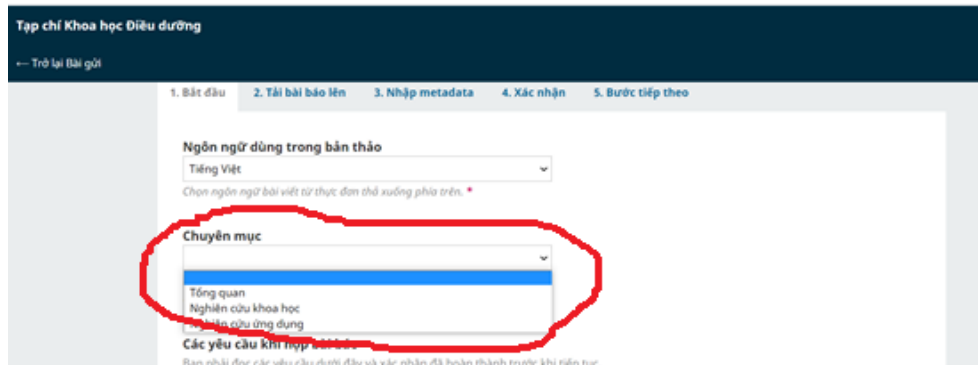 Tạp chí Khoa học Điều dưỡng
← Trở lại Bài gửi
1. Bắt đầu 2. Tải bài báo lên 3. Nhập metadata 4. Xác nhận 5. Bước tiếp theo
Ngôn ngữ dùng trong bản thảo
Tiếng Việt
Chọn ngôn ngữ bài viết từ thực đơn thả xuống phía trên. *
Chuyên mục
Tổng quan
Nghiên cứu khoa học
Nghiên cứu ứng dụng
Các yêu cầu khi nộp bài báo
Bạn phải đọc các yêu cầu dưới đây và xác nhận đã hoàn thành trước khi tiếp tục